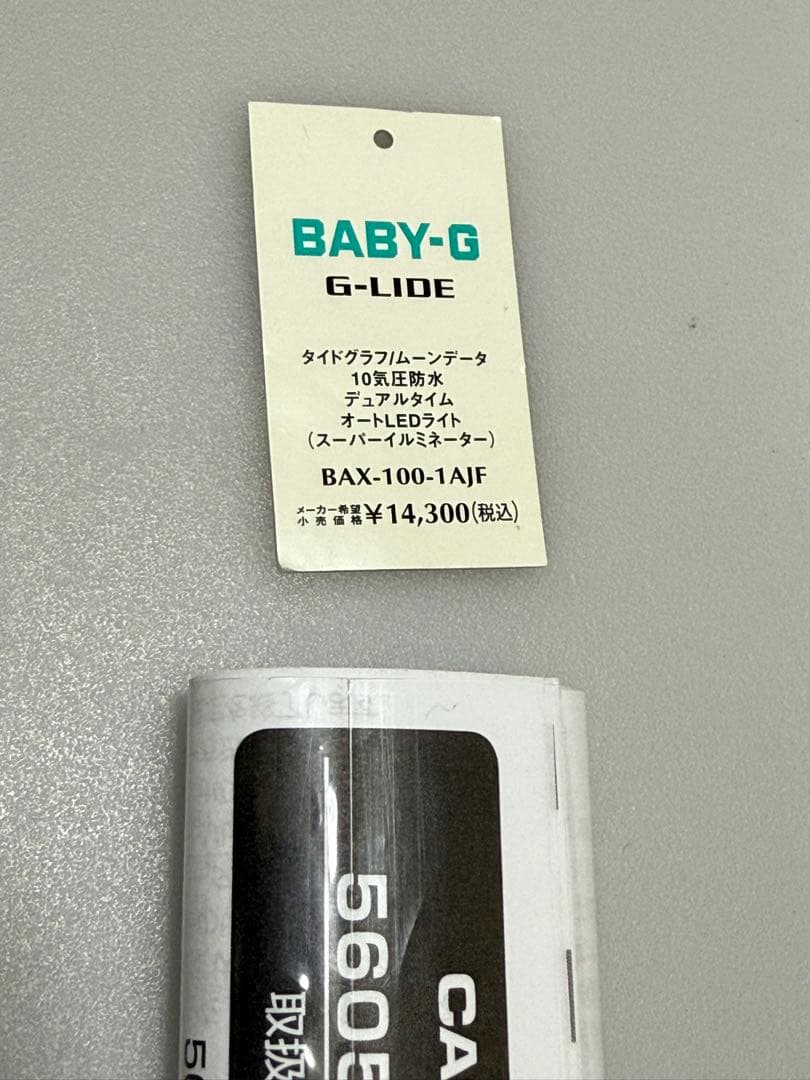 BABY-G
G-LIDE
タイドグラフ/ムーンデータ
10気圧防水
デュアルタイム
オートLEDライト
(スーパーイルミネーター)
BAX-100-1AJF
メーカー希望小売価格¥14,300(税込)
CA
5605
取扱
56